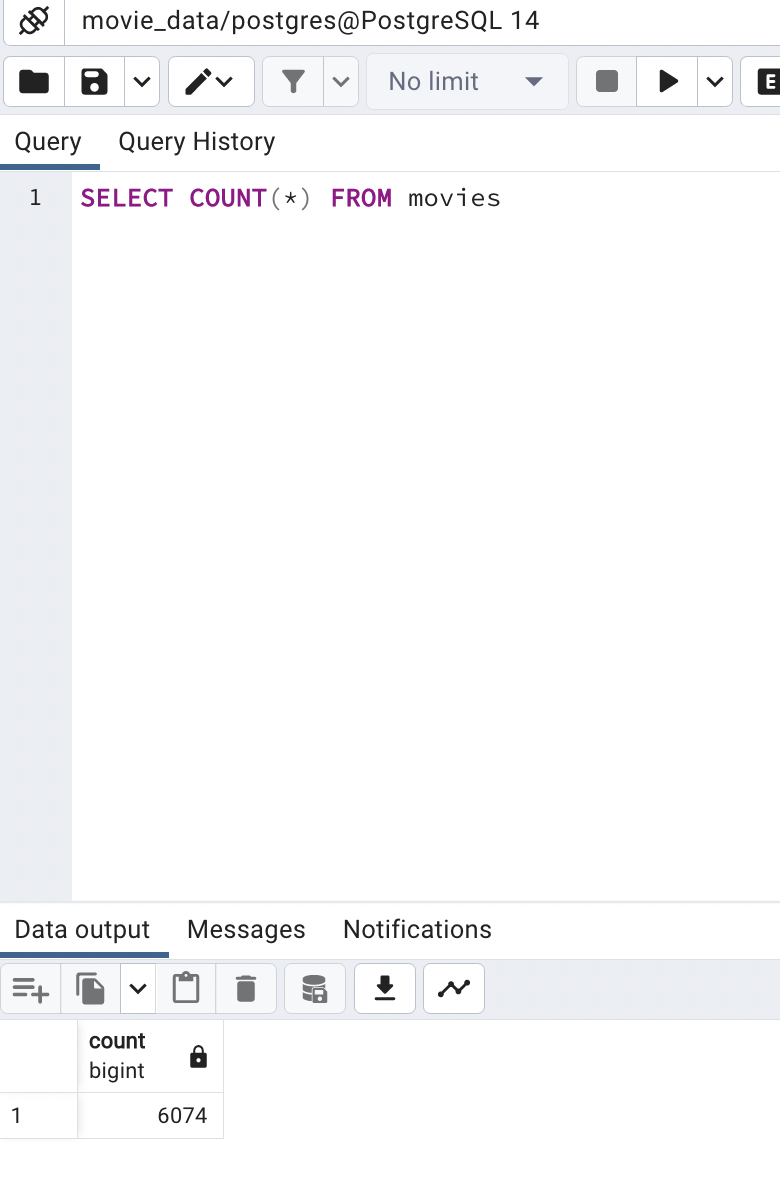 movie_data/postgres@PostgreSQL 14
No limit
E
Query Query History
1 SELECT COUNT(*) FROM movies
Data output Messages Notifications
count
bigint
1 6074